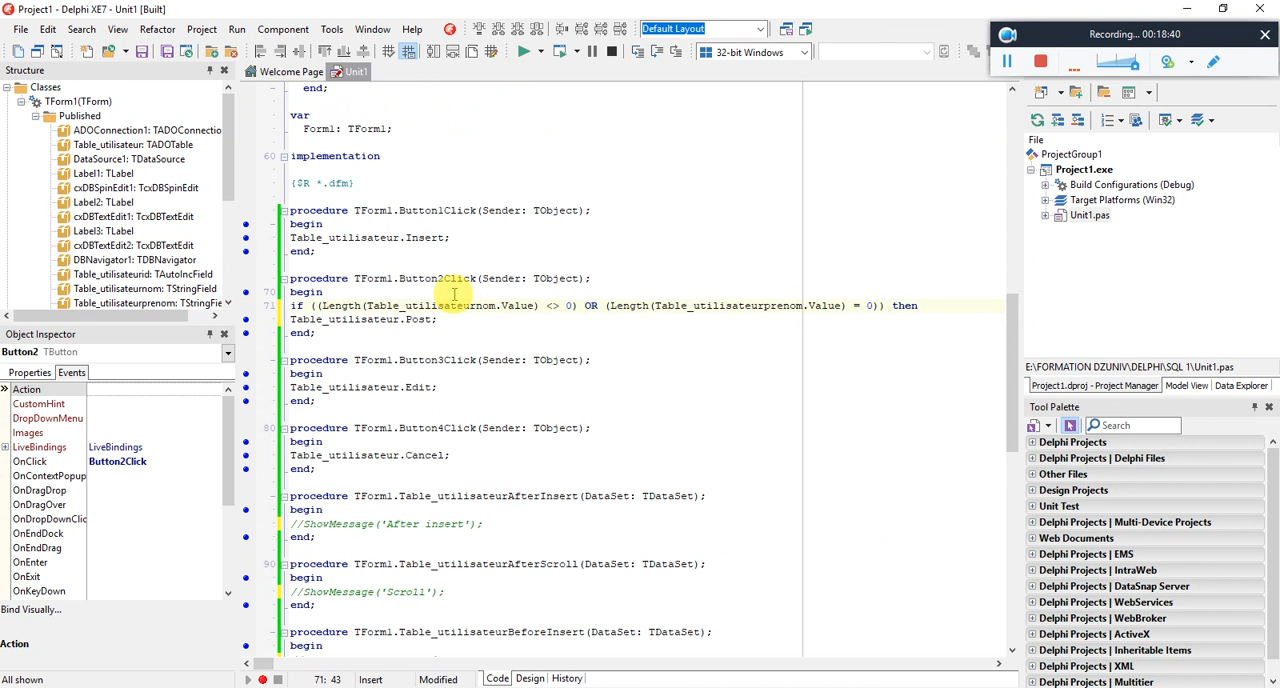 Project1 - Delphi XE7 - Unit1 [Built]
File Edit Search View Refactor Project Run Component Tools Window Help
Default Layout
Recording... 00:18:40
32-bit Windows
Structure
Welcome Page Unit1
Classes
TForm1(TForm)
Published
ADOConnection1: TADOConnectio
Table_utilisateur: TADOTable
DataSource1: TDataSource
Label1: TLabel
cxDBSpinEdit1: TcxDBSpinEdit
Label2: TLabel
cxDBTextEdit1: TcxDBTextEdit
Label3: TLabel
cxDBTextEdit2: TcxDBTextEdit
DBNavigator1: TDBNavigator
Table_utilisateurid: TAutoIncField
Table_utilisateurnom: TStringField
Table_utilisateurprenom: TStringFie
Object Inspector
Button2 TButton
Properties Events
Action
CustomHint
DropDownMenu
Images
LiveBindings LiveBindings
OnClick Button2Click
OnContextPopup
OnDragDrop
OnDragOver
OnDropDownClic
OnEndDock
OnEndDrag
OnEnter
OnExit
OnKeyDown
Bind Visually...
Action
All shown
end;
var
Form1: TForm1;
60 implementation
{$R *.dfm}
procedure TForm1.Button1Click(Sender: TObject);
begin
Table_utilisateur.Insert;
end;
procedure TForm1.Button2Click(Sender: TObject);
70 begin
71 if ((Length(Table_utilisateurnom.Value) <> 0) OR (Length(Table_utilisateurprenom.Value) = 0)) then
Table_utilisateur.Post;
end;
procedure TForm1.Button3Click(Sender: TObject);
begin
Table_utilisateur.Edit;
end;
80 procedure TForm1.Button4Click(Sender: TObject);
begin
Table_utilisateur.Cancel;
end;
procedure TForm1.Table_utilisateurAfterInsert(DataSet: TDataSet);
begin
//ShowMessage('After insert');
end;
90 procedure TForm1.Table_utilisateurAfterScroll(DataSet: TDataSet);
begin
//ShowMessage('Scroll');
end;
procedure TForm1.Table_utilisateurBeforeInsert(DataSet: TDataSet);
begin
71: 43 Insert Modified Code Design History
File
ProjectGroup1
Project1.exe
Build Configurations (Debug)
Target Platforms (Win32)
Unit1.pas
E:\FORMATION DZUNIV\DELPHI\SQL 1\Unit1.pas
Project1.dproj - Project Manager Model View Data Explorer
Tool Palette
Search
Delphi Projects
Delphi Projects | Delphi Files
Other Files
Design Projects
Unit Test
Delphi Projects | Multi-Device Projects
Web Documents
Delphi Projects | EMS
Delphi Projects | IntraWeb
Delphi Projects | DataSnap Server
Delphi Projects | WebServices
Delphi Projects | WebBroker
Delphi Projects | ActiveX
Delphi Projects | Inheritable Items
Delphi Projects | XML
Delphi Projects | Multitier